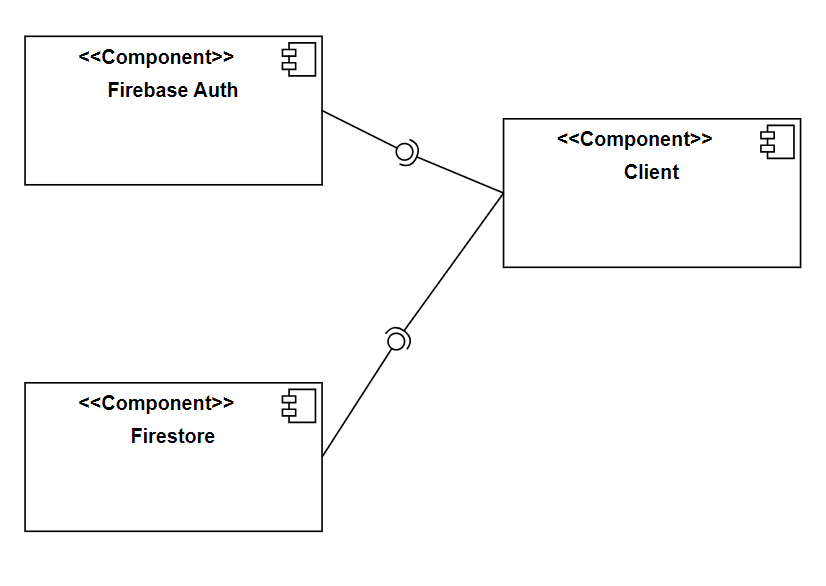 <<Component>>
Firebase Auth
<<Component>>
Client
<<Component>>
Firestore